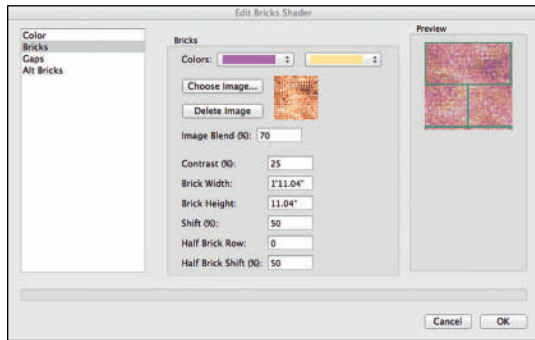 Edit Bricks Shader
Color
Bricks
Gaps
Alt Bricks
Bricks
Colors:
Choose Image...
Delete Image
Image Blend (%): 70
Contrast (%): 25
Brick Width: 1'11.04"
Brick Height: 11.04"
Shift (%): 50
Half Brick Row: 0
Half Brick Shift (%): 50
Preview
Cancel OK